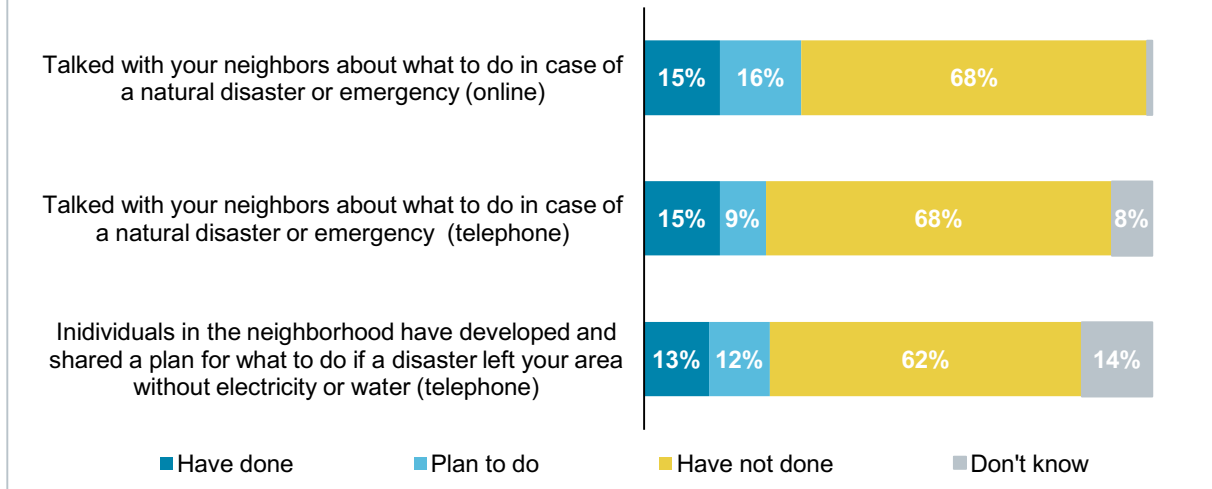 Talked with your neighbors about what to do in case of
a natural disaster or emergency (online)
15% 16% 68%
Talked with your neighbors about what to do in case of
a natural disaster or emergency (telephone)
15% 9% 68% 8%
Inidividuals in the neighborhood have developed and
shared a plan for what to do if a disaster left your area
without electricity or water (telephone)
13% 12% 62% 14%
Have done Plan to do Have not done Don't know